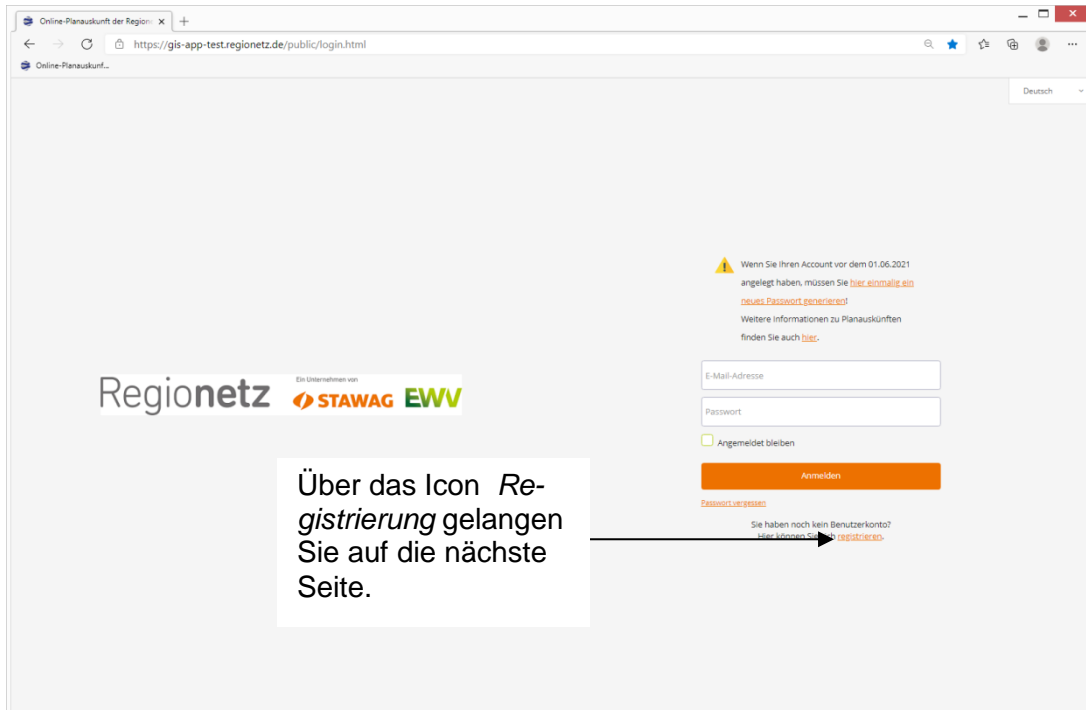 Online-Planauskunft der Region
https://gis-app-test.regionetz.de/public/login.html
Online-Planauskunf...
Deutsch
Wenn Sie Ihren Account vor dem 01.06.2021
angelegt haben, müssen Sie hier einmalig ein
neues Passwort generieren!
Weitere Informationen zu Planauskünften
finden Sie auch hier.
E-Mail-Adresse
Regionetz
Ein Unternehmen von
STAWAG EWV
Passwort
Angemeldet bleiben
Anmelden
Passwort vergessen
Sie haben noch kein Benutzerkonto?
Hier können Sie registrieren.
Über das Icon Re-
gistrierung gelangen
Sie auf die nächste
Seite.